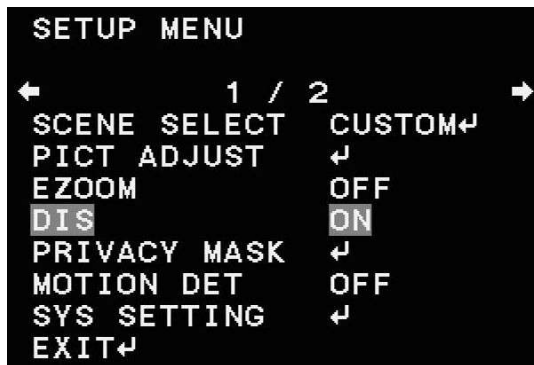 SETUP MENU
← 1 / 2 →
SCENE SELECT CUSTOM↵
PICT ADJUST ↵
EZOOM OFF
DIS ON
PRIVACY MASK ↵
MOTION DET OFF
SYS SETTING ↵
EXIT↵